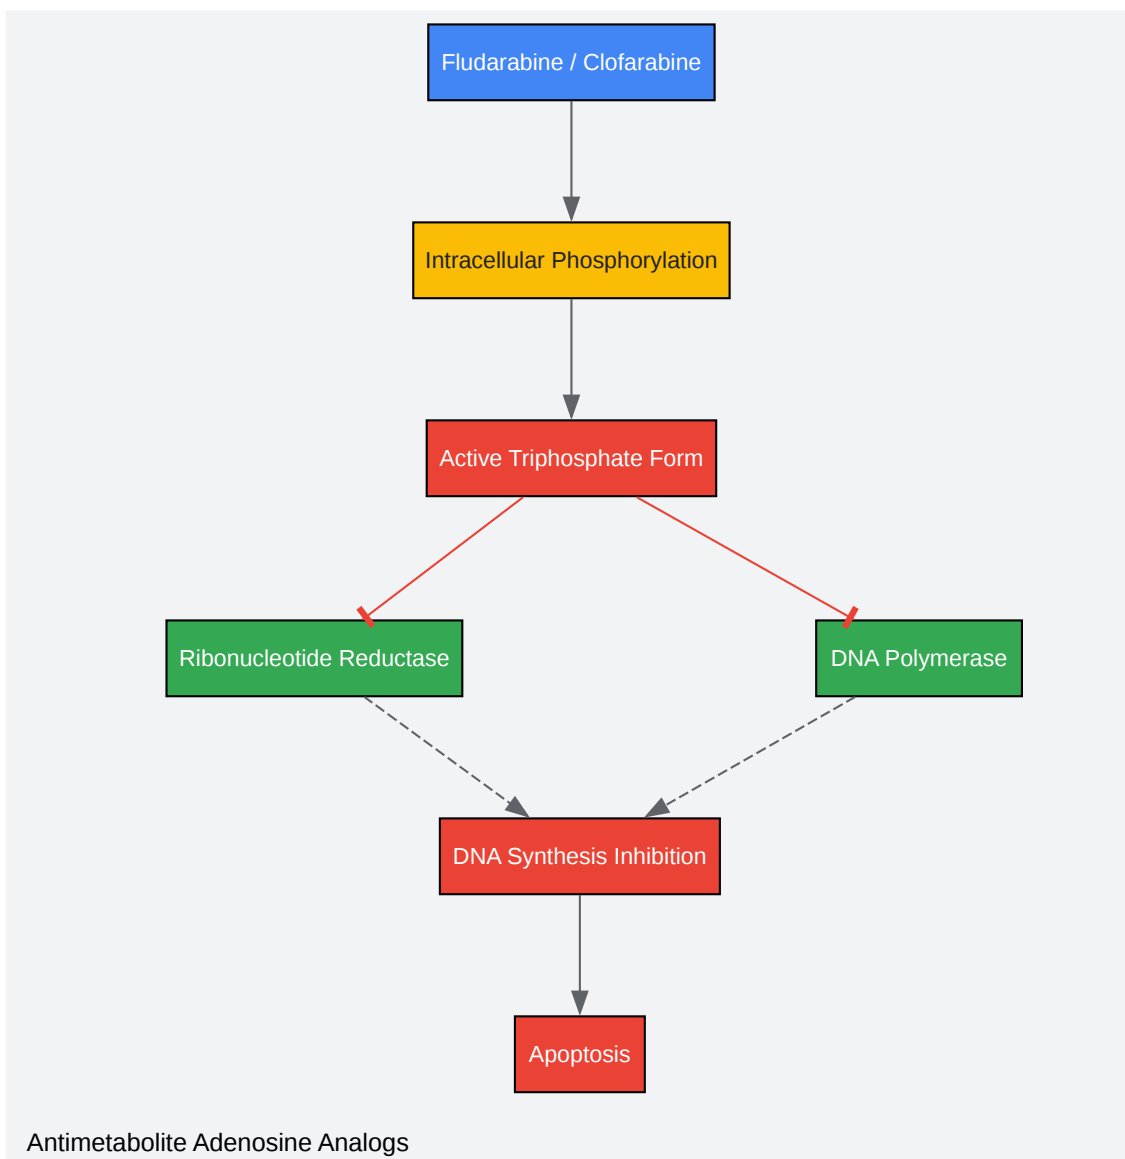 Fludarabine / Clofarabine
Intracellular Phosphorylation
Active Triphosphate Form
Ribonucleotide Reductase
DNA Polymerase
DNA Synthesis Inhibition
Apoptosis
Antimetabolite Adenosine Analogs